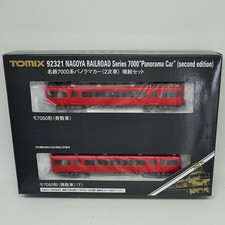 TOMIX 92321 NAGOYA RAILROAD Series 7000"Panorama Car" (second edition)
名鉄7000系パノラマカー(2次車) 増結セット
モ7050形(奇数車)
モ7050形(偶数車)(T)